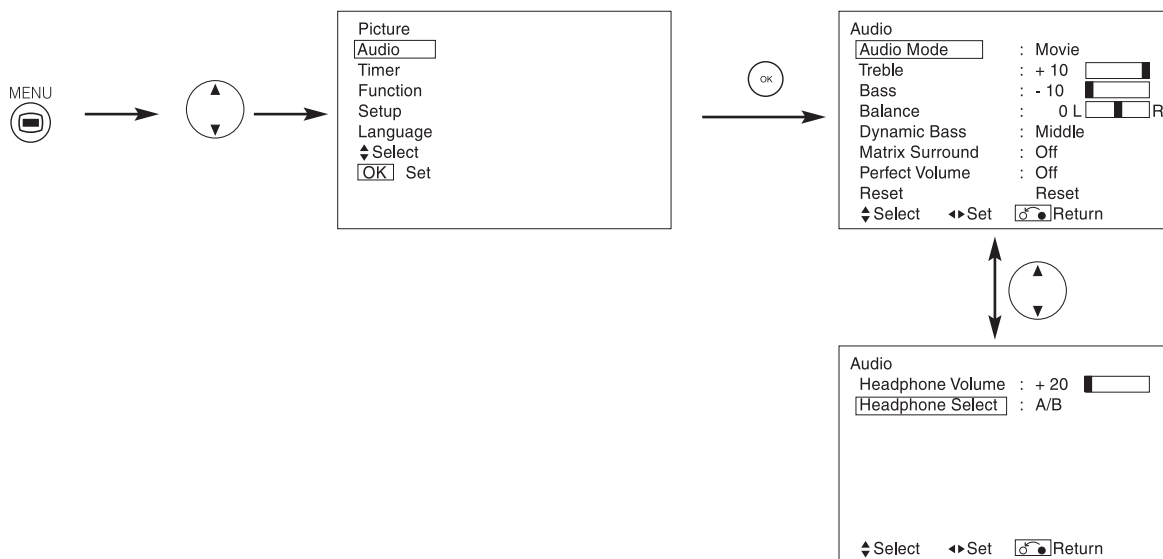 MENU
Picture
Audio
Timer
Function
Setup
Language
Select
OK Set
OK
Audio
Audio Mode : Movie
Treble : + 10
Bass : - 10
Balance : 0 L R
Dynamic Bass : Middle
Matrix Surround : Off
Perfect Volume : Off
Reset Reset
Select Set Return
Audio
Headphone Volume : + 20
Headphone Select : A/B
Select Set Return